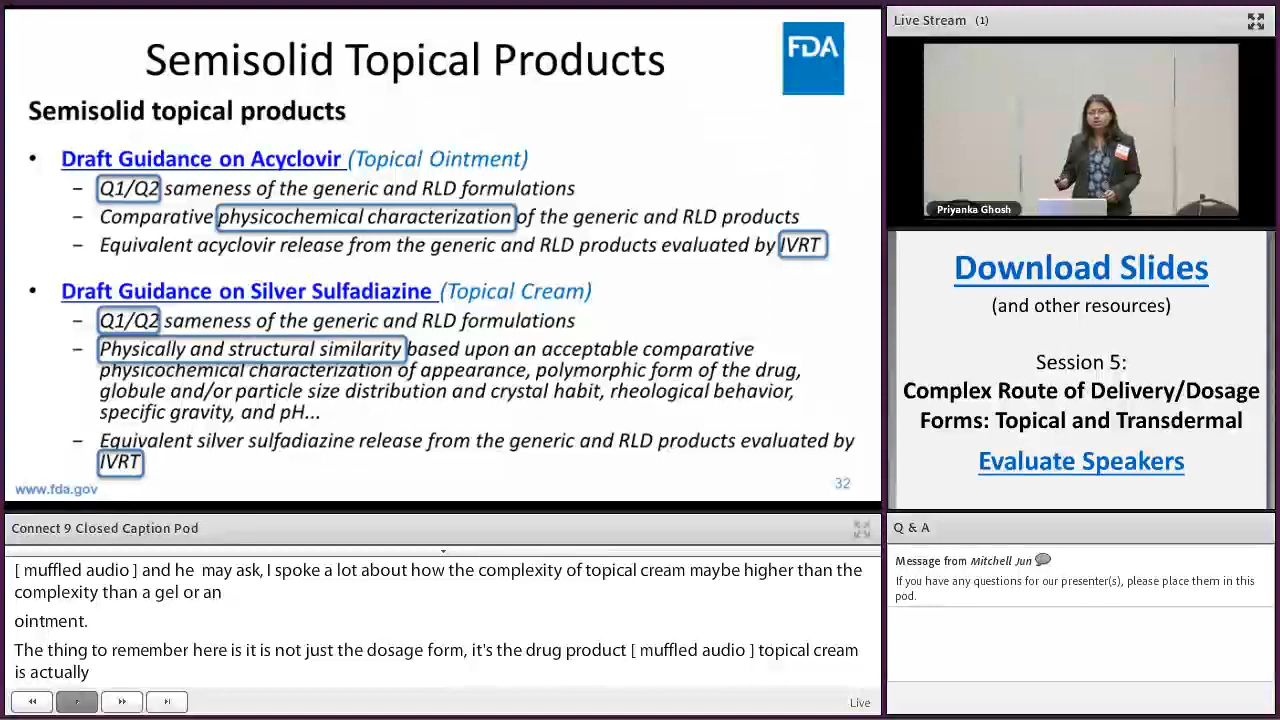 Semisolid Topical Products
FDA
Semisolid topical products
• Draft Guidance on Acyclovir (Topical Ointment)
– Q1/Q2 sameness of the generic and RLD formulations
– Comparative physicochemical characterization of the generic and RLD products
– Equivalent acyclovir release from the generic and RLD products evaluated by IVRT
• Draft Guidance on Silver Sulfadiazine (Topical Cream)
– Q1/Q2 sameness of the generic and RLD formulations
– Physically and structural similarity based upon an acceptable comparative
physicochemical characterization of appearance, polymorphic form of the drug,
globule and/or particle size distribution and crystal habit, rheological behavior,
specific gravity, and pH...
– Equivalent silver sulfadiazine release from the generic and RLD products evaluated by
IVRT
www.fda.gov
32
Live Stream (1)
Priyanka Ghosh
Download Slides
(and other resources)
Session 5:
Complex Route of Delivery/Dosage
Forms: Topical and Transdermal
Evaluate Speakers
Connect 9 Closed Caption Pod
[ muffled audio ] and he may ask, I spoke a lot about how the complexity of topical cream maybe higher than the
complexity than a gel or an
ointment.
The thing to remember here is it is not just the dosage form, it's the drug product [ muffled audio ] topical cream
is actually
Live
Q & A
Message from Mitchell Jun
If you have any questions for our presenter(s), please place them in this
pod.